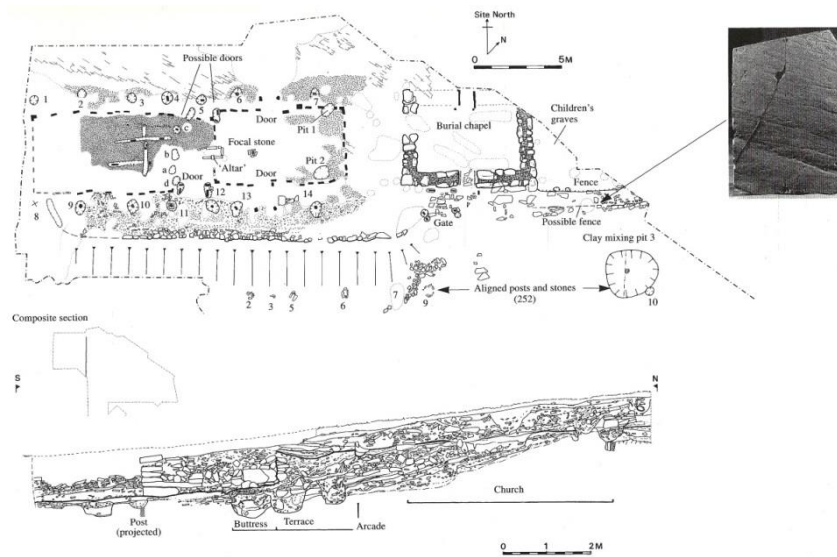 Site North
N
0 5M
Possible doors
1
2
3
4
5
6
7
Door
Pit 1
Burial chapel
Children's
graves
b
Focal stone
a
'Altar'
Pit 2
d
Door
Door
Fence
12
13
14
8
9
10
11
Gate
Possible fence
Clay mixing pit 3
2
3
5
6
7
9
Aligned posts and stones
(252)
10
Composite section
S
N
Post
(projected)
Buttress
Terrace
Arcade
Church
0 1 2M